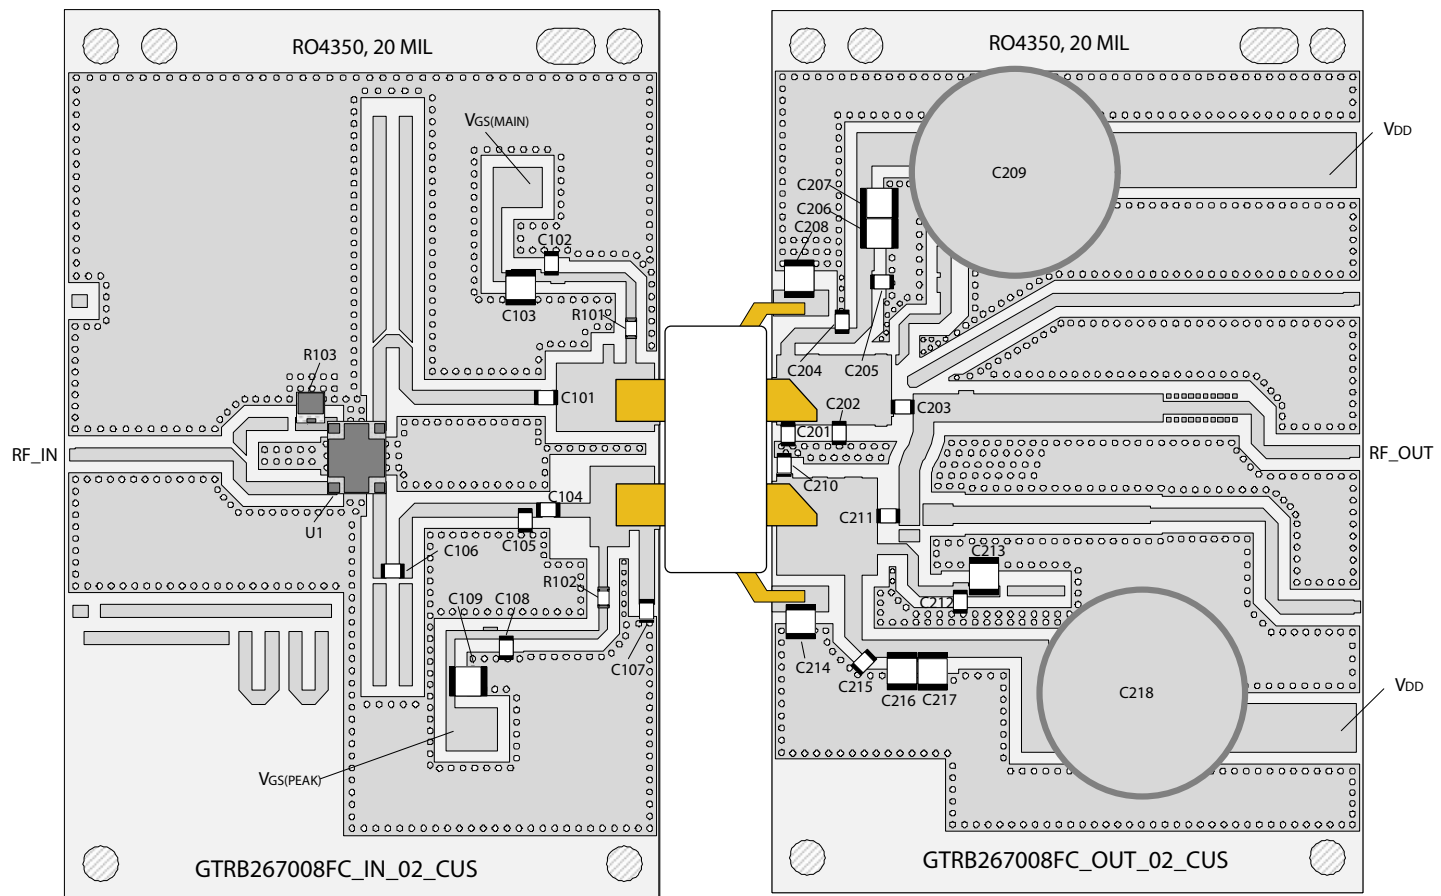 RO4350, 20 MIL
RO4350, 20 MIL
VGS(MAIN)
VDD
C209
C207
C206
C208
C102
C103
R101
R103
C204
C205
C101
C203
C202
C201
RF_IN
RF_OUT
C210
C104
C211
U1
C105
C106
C213
R102
C212
C109
C108
C107
C214
C215
C216
C217
C218
VDD
VGS(PEAK)
GTRB267008FC_IN_02_CUS
GTRB267008FC_OUT_02_CUS